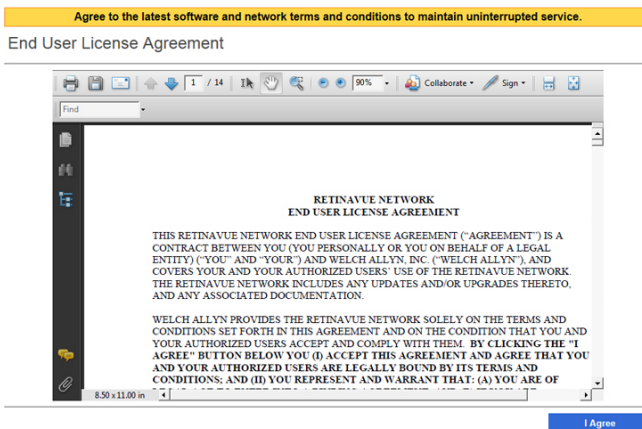 Agree to the latest software and network terms and conditions to maintain uninterrupted service.
End User License Agreement
1 / 14 90% Collaborate Sign
Find
RETINAVUE NETWORK
END USER LICENSE AGREEMENT
THIS RETINAVUE NETWORK END USER LICENSE AGREEMENT (“AGREEMENT”) IS A
CONTRACT BETWEEN YOU (YOU PERSONALLY OR YOU ON BEHALF OF A LEGAL
ENTITY) (“YOU” AND “YOUR”) AND WELCH ALLYN, INC. (“WELCH ALLYN”), AND
COVERS YOUR AND YOUR AUTHORIZED USERS’ USE OF THE RETINAVUE NETWORK.
THE RETINAVUE NETWORK INCLUDES ANY UPDATES AND/OR UPGRADES THERETO,
AND ANY ASSOCIATED DOCUMENTATION.
WELCH ALLYN PROVIDES THE RETINAVUE NETWORK SOLELY ON THE TERMS AND
CONDITIONS SET FORTH IN THIS AGREEMENT AND ON THE CONDITION THAT YOU AND
YOUR AUTHORIZED USERS ACCEPT AND COMPLY WITH THEM. BY CLICKING THE "I
AGREE" BUTTON BELOW YOU (I) ACCEPT THIS AGREEMENT AND AGREE THAT YOU
AND YOUR AUTHORIZED USERS ARE LEGALLY BOUND BY ITS TERMS AND
CONDITIONS; AND (II) YOU REPRESENT AND WARRANT THAT: (A) YOU ARE OF
8.50 x 11.00 in
I Agree